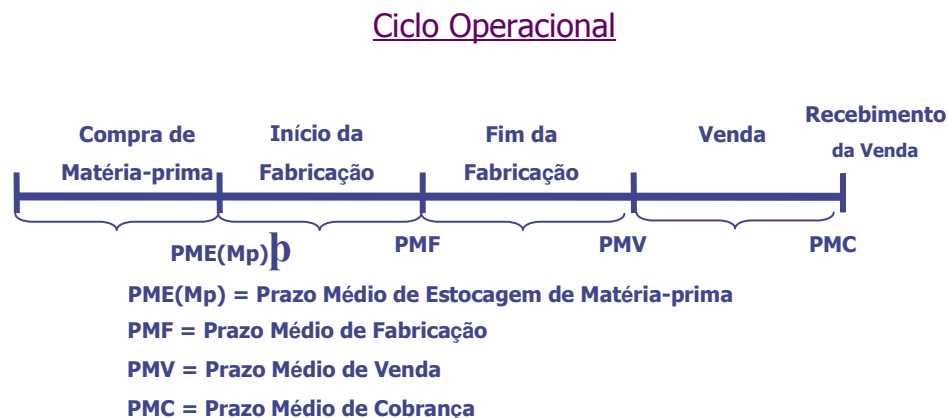 Ciclo Operacional
Compra de Matéria-prima
Início da Fabricação
Fim da Fabricação
Venda
Recebimento da Venda
PME(Mp)þ
PMF
PMV
PMC
PME(Mp) = Prazo Médio de Estocagem de Matéria-prima
PMF = Prazo Médio de Fabricação
PMV = Prazo Médio de Venda
PMC = Prazo Médio de Cobrança